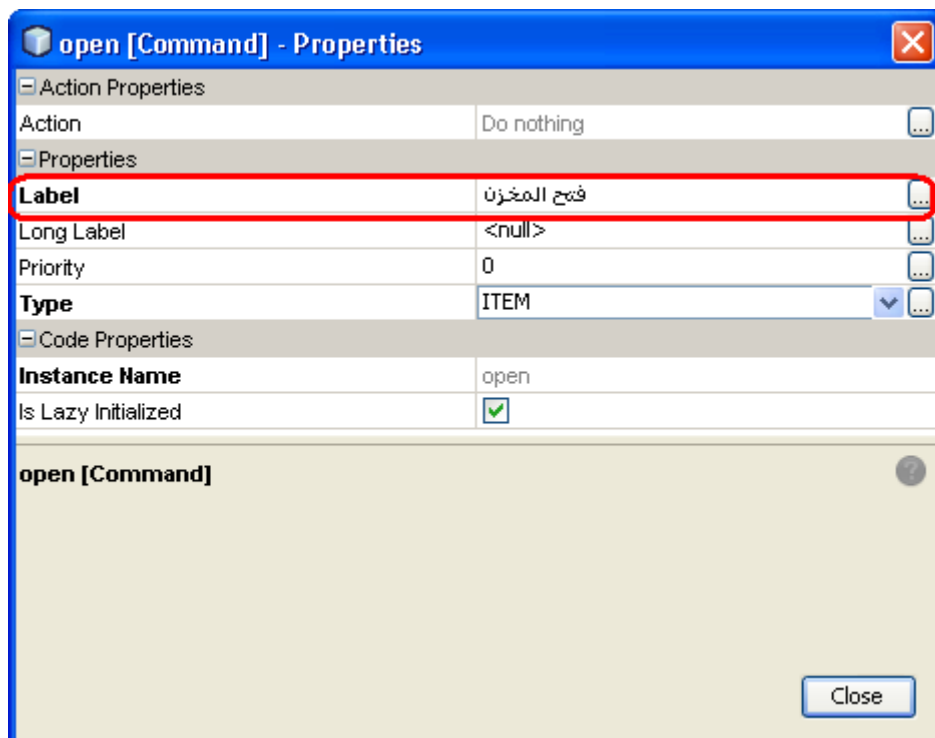 open [Command] - Properties
Action Properties
Action Do nothing ...
Properties
Label فتح المخزن ...
Long Label <null> ...
Priority 0 ...
Type ITEM ...
Code Properties
Instance Name open
Is Lazy Initialized
open [Command] ?
Close